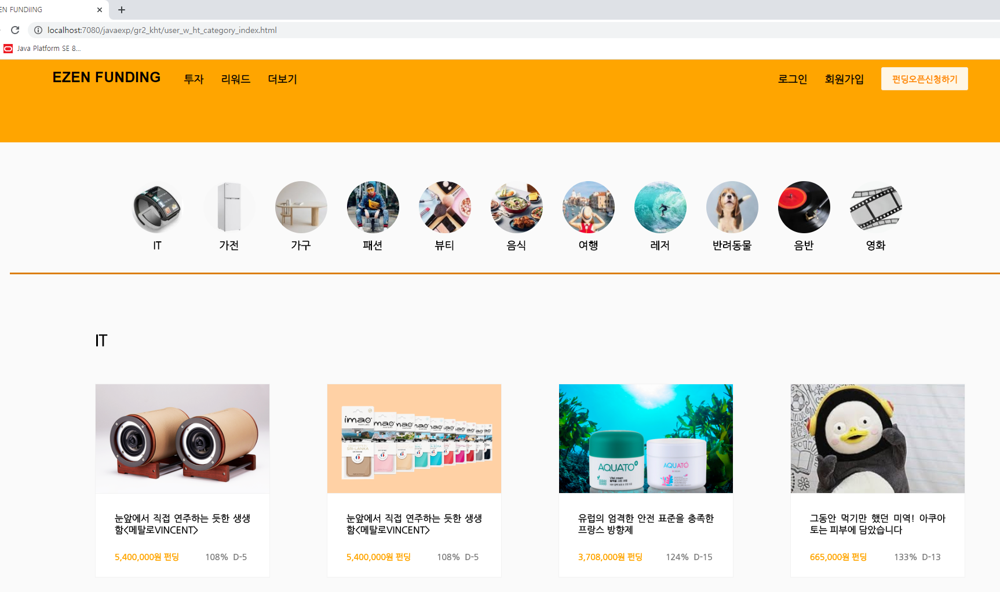 EN FUNDiING
localhost:7080/javaexp/gr2_kht/user_w_ht_category_index.html
Java Platform SE 8...
EZEN FUNDING 투자 리워드 더보기 로그인 회원가입 펀딩오픈신청하기
IT 가전 가구 패션 뷰티 음식 여행 레저 반려동물 음반 영화
IT
imao
SRI-LANKA
AQUATO
Vital cream
AQUATO
눈앞에서 직접 연주하는 듯한 생생
함<메탈로VINCENT>
5,400,000원 펀딩 108% D-5
눈앞에서 직접 연주하는 듯한 생생
함<메탈로VINCENT>
5,400,000원 펀딩 108% D-5
유럽의 엄격한 안전 표준을 충족한
프랑스 방향제
3,708,000원 펀딩 124% D-15
그동안 먹기만 했던 미역! 아쿠아
토는 피부에 담았습니다
665,000원 펀딩 133% D-13